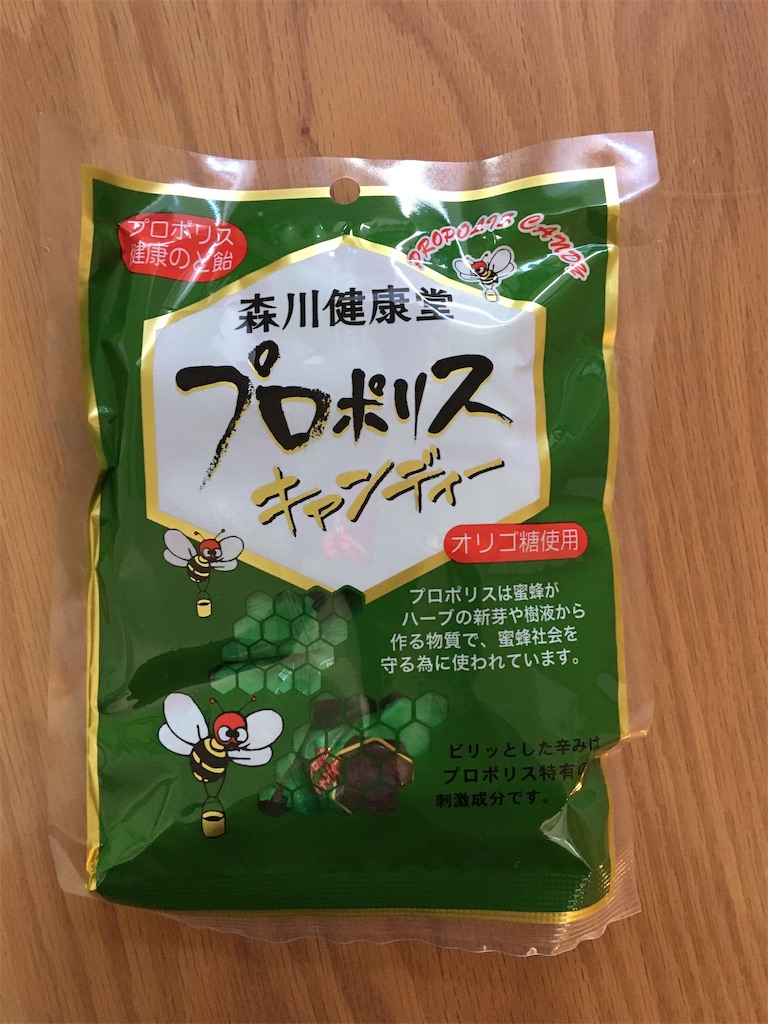 プロポリス
健康のど飴
PROPOLIS CANDY
森川健康堂
プロポリス
キャンディー
オリゴ糖使用
プロポリスは蜜蜂が
ハーブの新芽や樹液から
作る物質で、蜜蜂社会を
守る為に使われています。
ピリッとした辛みは
プロポリス特有の
刺激成分です。